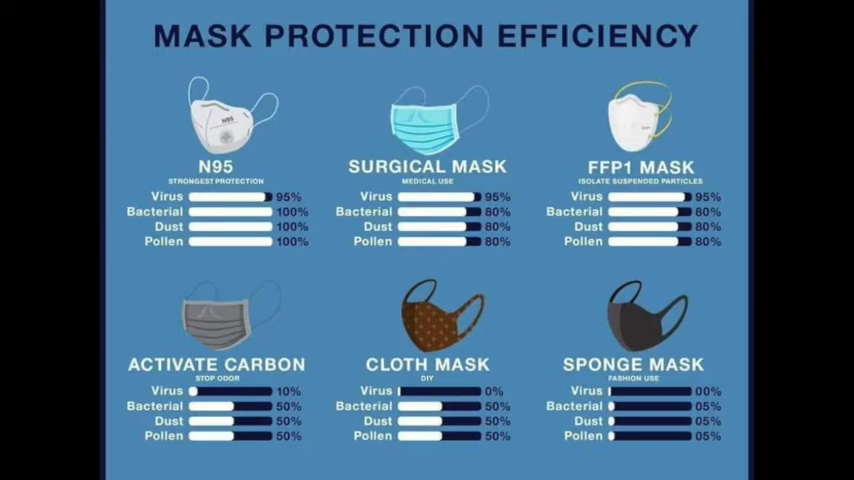 MASK PROTECTION EFFICIENCY
N95
N95
STRONGEST PROTECTION
Virus 95%
Bacterial 100%
Dust 100%
Pollen 100%
SURGICAL MASK
MEDICAL USE
Virus 95%
Bacterial 80%
Dust 80%
Pollen 80%
FFP1 MASK
ISOLATE SUSPENDED PARTICLES
Virus 95%
Bacterial 80%
Dust 80%
Pollen 80%
ACTIVATE CARBON
STOP ODOR
Virus 10%
Bacterial 50%
Dust 50%
Pollen 50%
CLOTH MASK
DIY
Virus 0%
Bacterial 50%
Dust 50%
Pollen 50%
SPONGE MASK
FASHION USE
Virus 00%
Bacterial 05%
Dust 05%
Pollen 05%